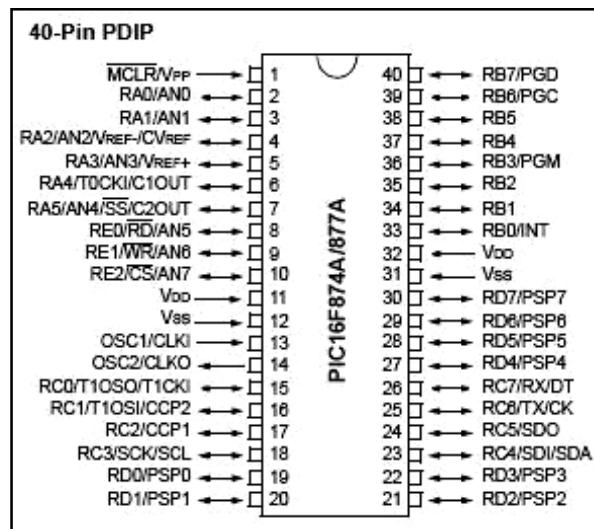 40-Pin PDIP
MCLR/VPP 1 40 RB7/PGD
RA0/AN0 2 39 RB6/PGC
RA1/AN1 3 38 RB5
RA2/AN2/VREF-/CVREF 4 37 RB4
RA3/AN3/VREF+ 5 36 RB3/PGM
RA4/T0CKI/C1OUT 6 35 RB2
RA5/AN4/SS/C2OUT 7 34 RB1
RE0/RD/AN5 8 33 RB0/INT
RE1/WR/AN6 9 32 VDD
RE2/CS/AN7 10 31 VSS
VDD 11 30 RD7/PSP7
VSS 12 29 RD6/PSP6
OSC1/CLKI 13 28 RD5/PSP5
OSC2/CLKO 14 27 RD4/PSP4
RC0/T1OSO/T1CKI 15 26 RC7/RX/DT
RC1/T1OSI/CCP2 16 25 RC6/TX/CK
RC2/CCP1 17 24 RC5/SDO
RC3/SCK/SCL 18 23 RC4/SDI/SDA
RD0/PSP0 19 22 RD3/PSP3
RD1/PSP1 20 21 RD2/PSP2
PIC16F874A/877A